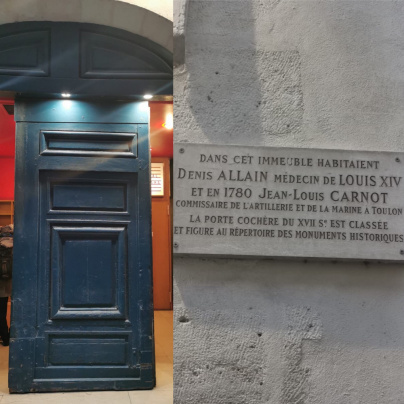 DANS CET IMMEUBLE HABITAIENT
DENIS ALLAIN MÉDECIN DE LOUIS XIV
ET EN 1780 JEAN-LOUIS CARNOT
COMMISSAIRE DE L'ARTILLERIE ET DE LA MARINE A TOULON
LA PORTE COCHÈRE DU XVII Se EST CLASSÉE
ET FIGURE AU RÉPERTOIRE DES MONUMENTS HISTORIQUES